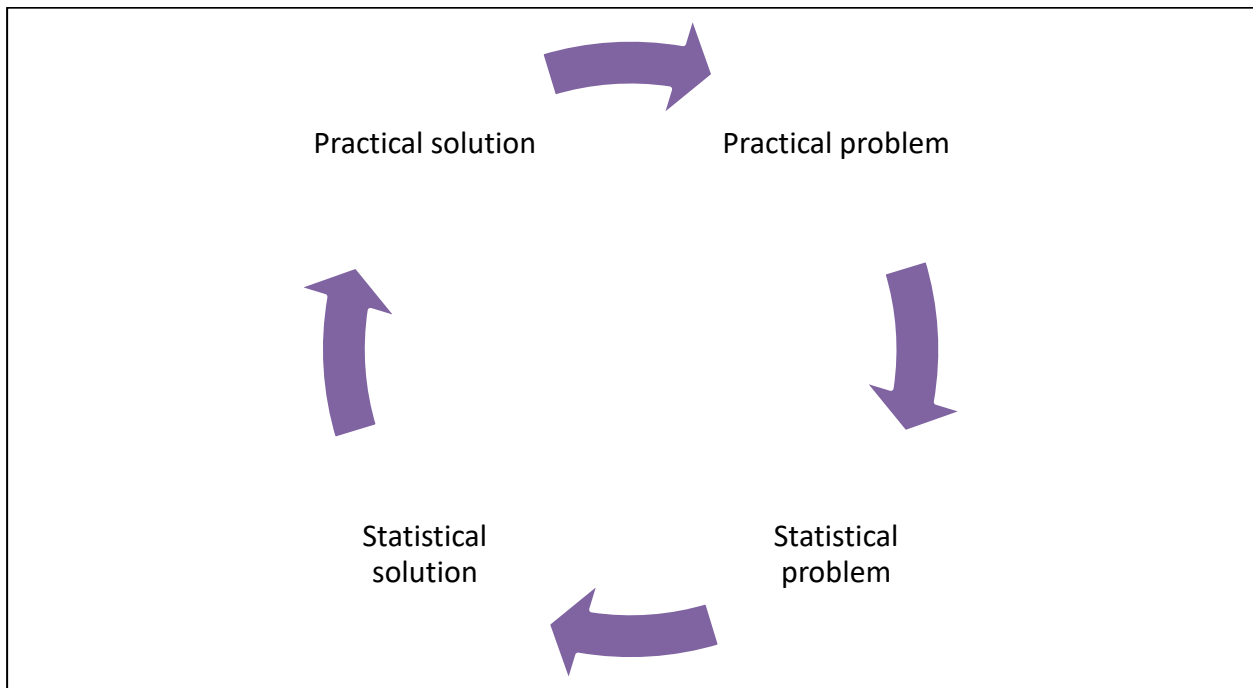 Practical solution
Practical problem
Statistical
solution
Statistical
problem